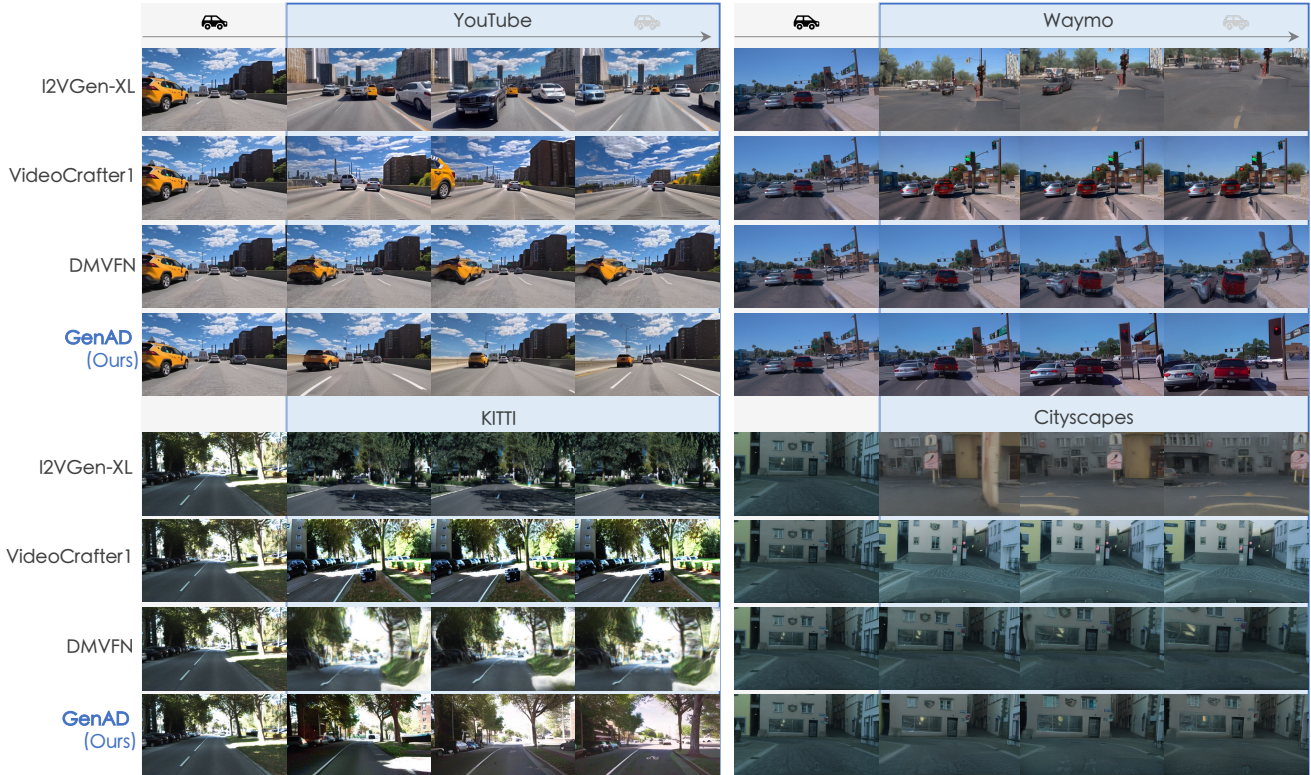 YouTube
Waymo
I2VGen-XL
VideoCrafter1
DMVFN
GenAD
(Ours)
KITTI
Cityscapes
I2VGen-XL
VideoCrafter1
DMVFN
GenAD
(Ours)